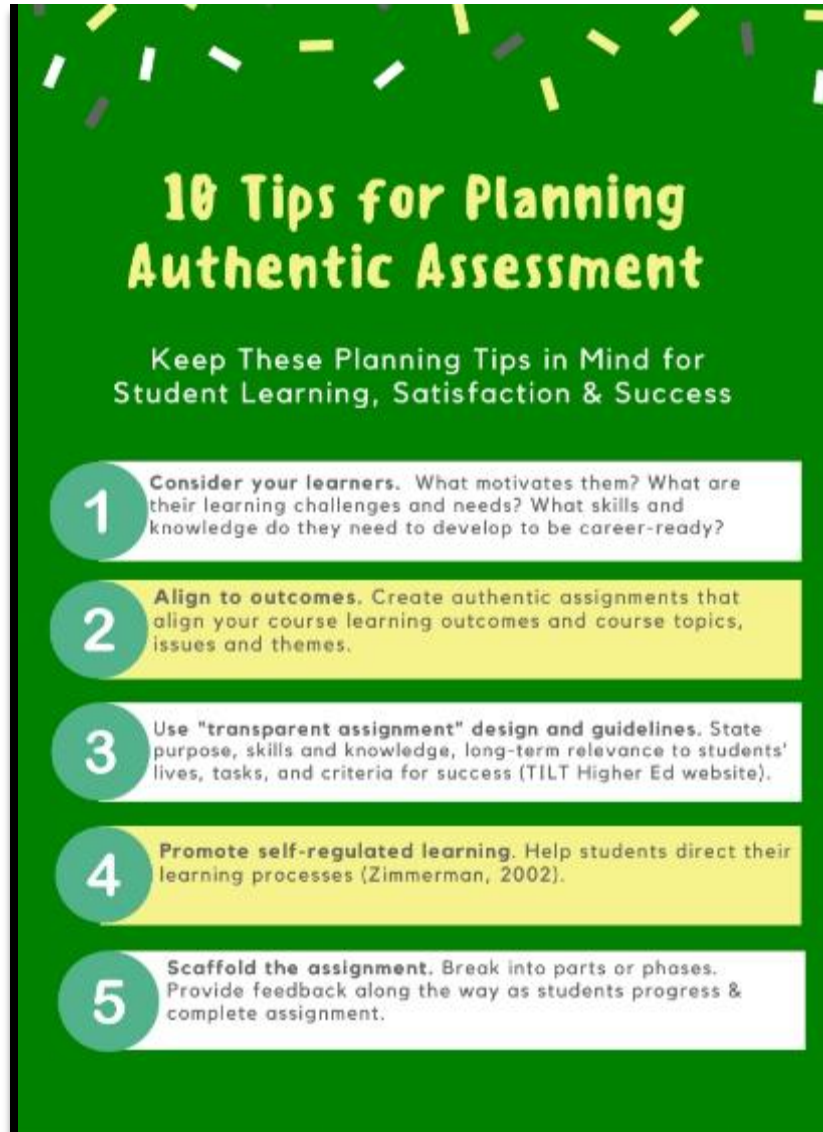 10 Tips for Planning
Authentic Assessment
Keep These Planning Tips in Mind for
Student Learning, Satisfaction & Success
1
Consider your learners. What motivates them? What are
their learning challenges and needs? What skills and
knowledge do they need to develop to be career-ready?
2
Align to outcomes. Create authentic assignments that
align your course learning outcomes and course topics,
issues and themes.
3
Use "transparent assignment" design and guidelines. State
purpose, skills and knowledge, long-term relevance to students'
lives, tasks, and criteria for success (TILT Higher Ed website).
4
Promote self-regulated learning. Help students direct their
learning processes (Zimmerman, 2002).
5
Scaffold the assignment. Break into parts or phases.
Provide feedback along the way as students progress &
complete assignment.